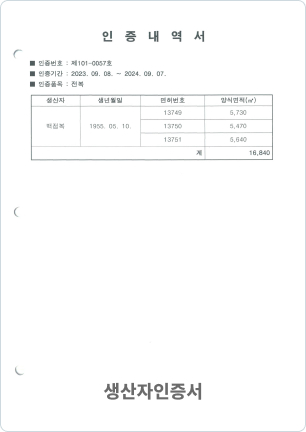 인 증 내 역 서
■ 인증번호 : 제101-0057호
■ 인증기간 : 2023. 09. 08. ~ 2024. 09. 07.
■ 인증품목 : 전복
생산자 생년월일 면허번호 양식면적(㎡)
백정복 1955. 05. 10. 13749 5,730
13750 5,470
13751 5,640
계 16,840
생산자인증서